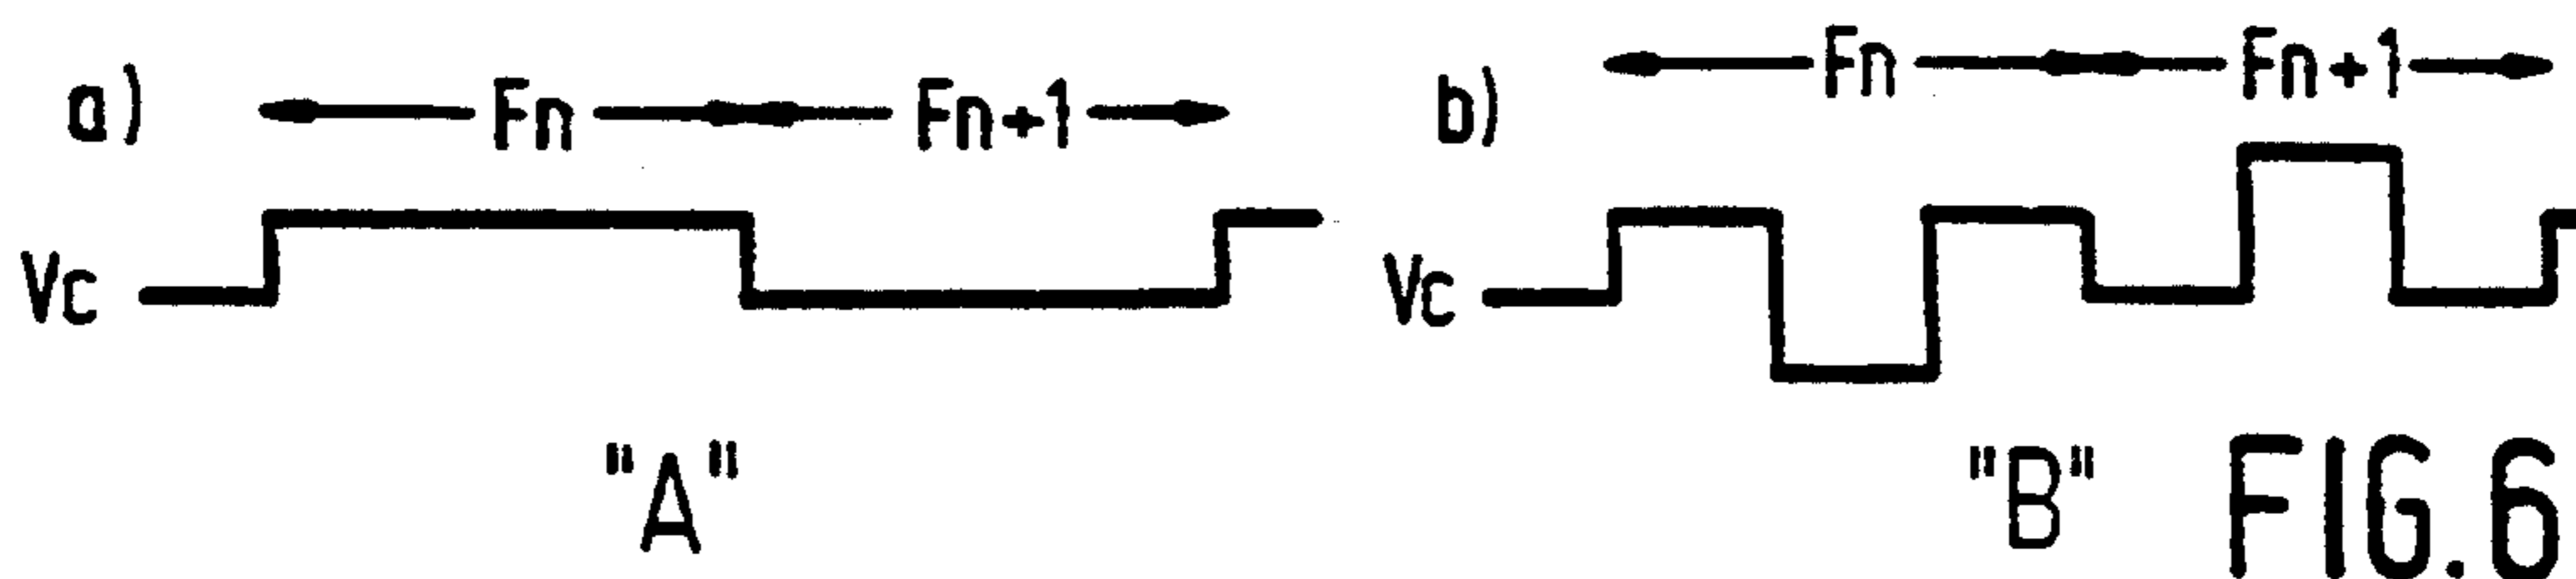 a) Fn Fn+1
Vc
"A"
b) Fn Fn+1
Vc
"B"
FIG.6